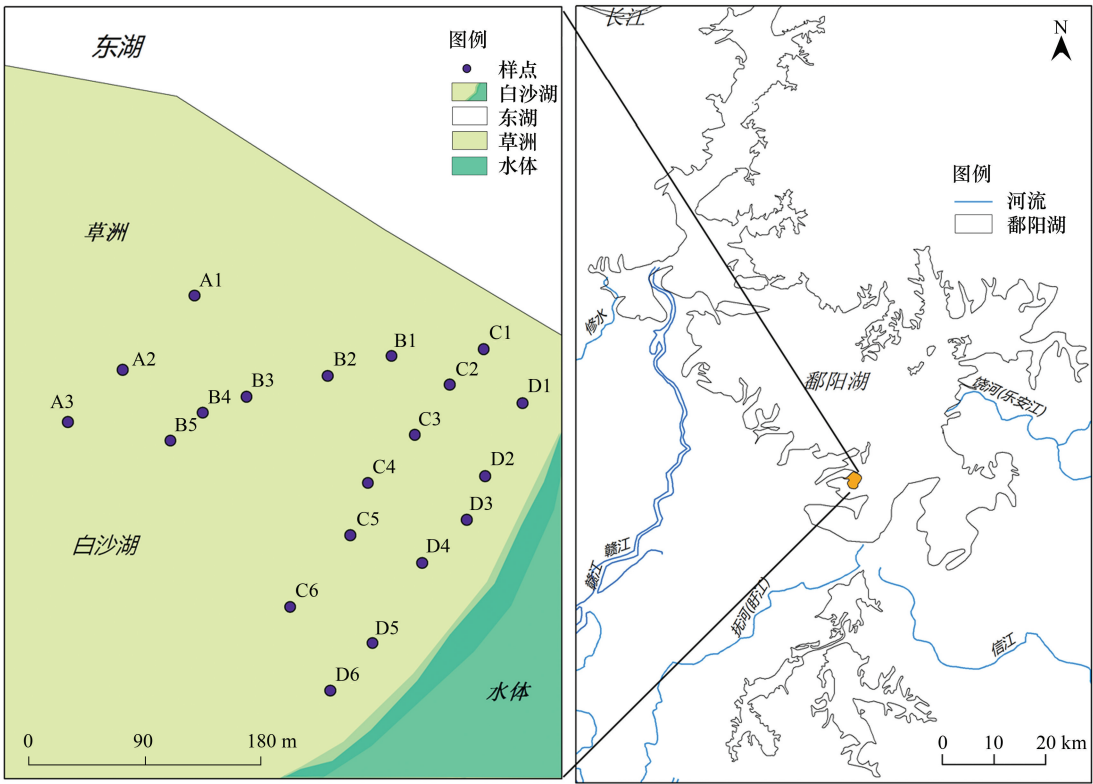 东湖
图例
样点
白沙湖
东湖
草洲
水体
草洲
A1
A2
A3
B1
B2
B3
B4
B5
C1
C2
C3
C4
C5
C6
D1
D2
D3
D4
D5
D6
白沙湖
水体
0 90 180 m
长江
N
图例
河流
鄱阳湖
修水
鄱阳湖
饶河(乐安江)
赣江
赣江
抚河(盱江)
信江
0 10 20 km